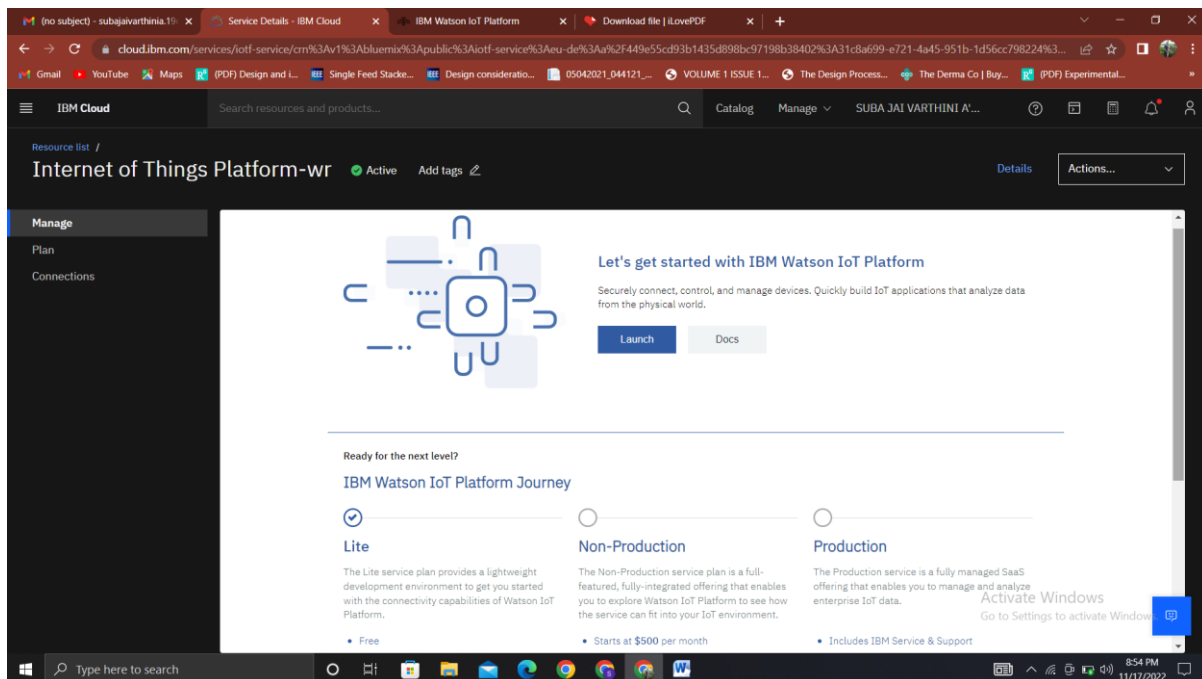 (no subject) - subajaivarthinia.19
Service Details - IBM Cloud
IBM Watson IoT Platform
Download file | iLovePDF
cloud.ibm.com/services/iotf-service/crn%3Av1%3Abluemix%3Apublic%3Aiotf-service%3Aeu-de%3Aa%2F449e55cd93b1435d898bc97198b38402%3A31c8a699-e721-4a45-951b-1d56cc798224%3...
Gmail
YouTube
Maps
(PDF) Design and i...
Single Feed Stacke...
Design consideratio...
05042021_044121_...
VOLUME 1 ISSUE 1...
The Design Process...
The Derma Co | Buy...
(PDF) Experimental...
IBM Cloud
Search resources and products...
Catalog
Manage
SUBA JAI VARTHINI A'...
Resource list /
Internet of Things Platform-wr
Active
Add tags
Details
Actions...
Manage
Plan
Connections
Let's get started with IBM Watson IoT Platform
Securely connect, control, and manage devices. Quickly build IoT applications that analyze data
from the physical world.
Launch
Docs
Ready for the next level?
IBM Watson IoT Platform Journey
Lite
The Lite service plan provides a lightweight
development environment to get you started
with the connectivity capabilities of Watson IoT
Platform.
• Free
Non-Production
The Non-Production service plan is a full-
featured, fully-integrated offering that enables
you to explore Watson IoT Platform to see how
the service can fit into your IoT environment.
• Starts at $500 per month
Production
The Production service is a fully managed SaaS
offering that enables you to manage and analyze
enterprise IoT data.
• Includes IBM Service & Support
Activate Windows
Go to Settings to activate Windows
Type here to search
8:54 PM
11/17/2022